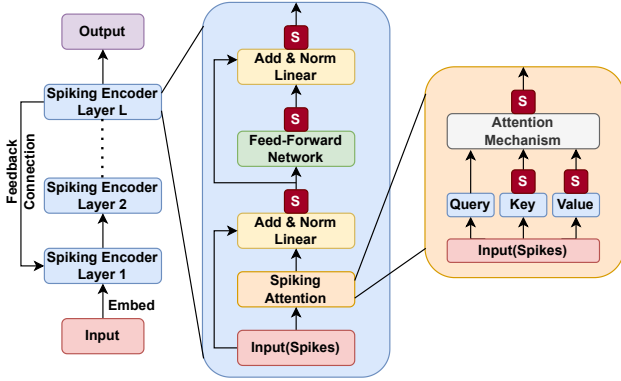 Output
Spiking Encoder
Layer L
Feedback
Connection
Spiking Encoder
Layer 2
Spiking Encoder
Layer 1
Embed
Input
S
Add & Norm
Linear
S
Feed-Forward
Network
S
Add & Norm
Linear
Spiking
Attention
Input(Spikes)
S
Attention
Mechanism
S
S
Query
Key
Value
Input(Spikes)